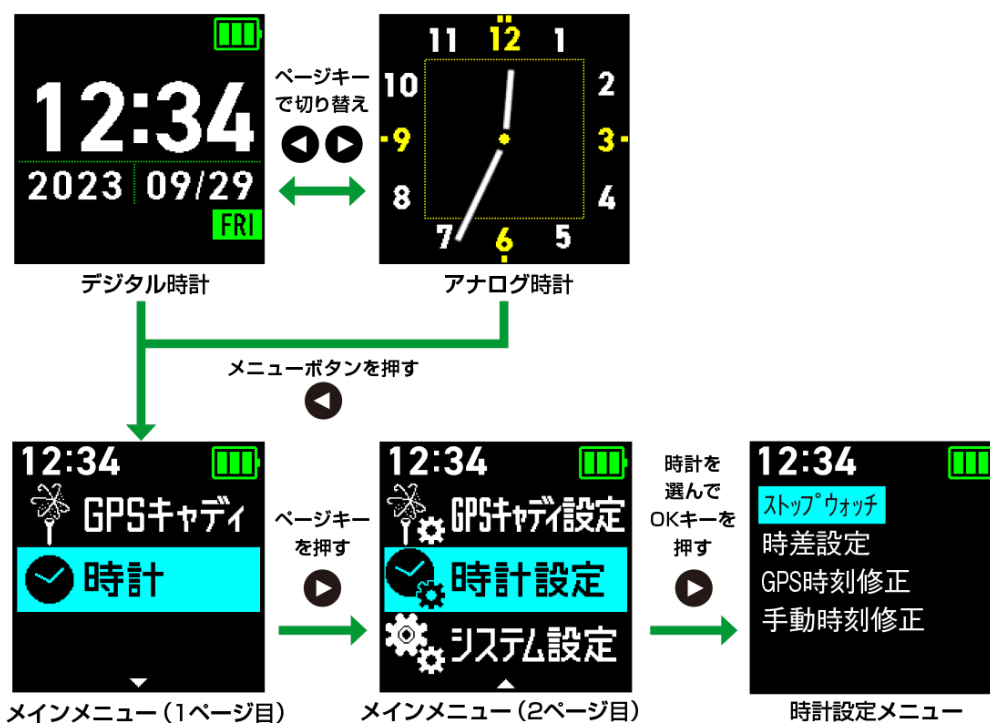 12:34
2023 09/29
FRI
デジタル時計
ページキー
で切り替え
11 12 1
10 2
9 3
8 4
7 6 5
アナログ時計
メニューボタンを押す
12:34
GPSキャディ
時計
メインメニュー（1ページ目）
ページキー
を押す
12:34
GPSキャディ設定
時計設定
システム設定
メインメニュー（2ページ目）
時計を
選んで
OKキーを
押す
12:34
ストップウォッチ
時差設定
GPS時刻修正
手動時刻修正
時計設定メニュー